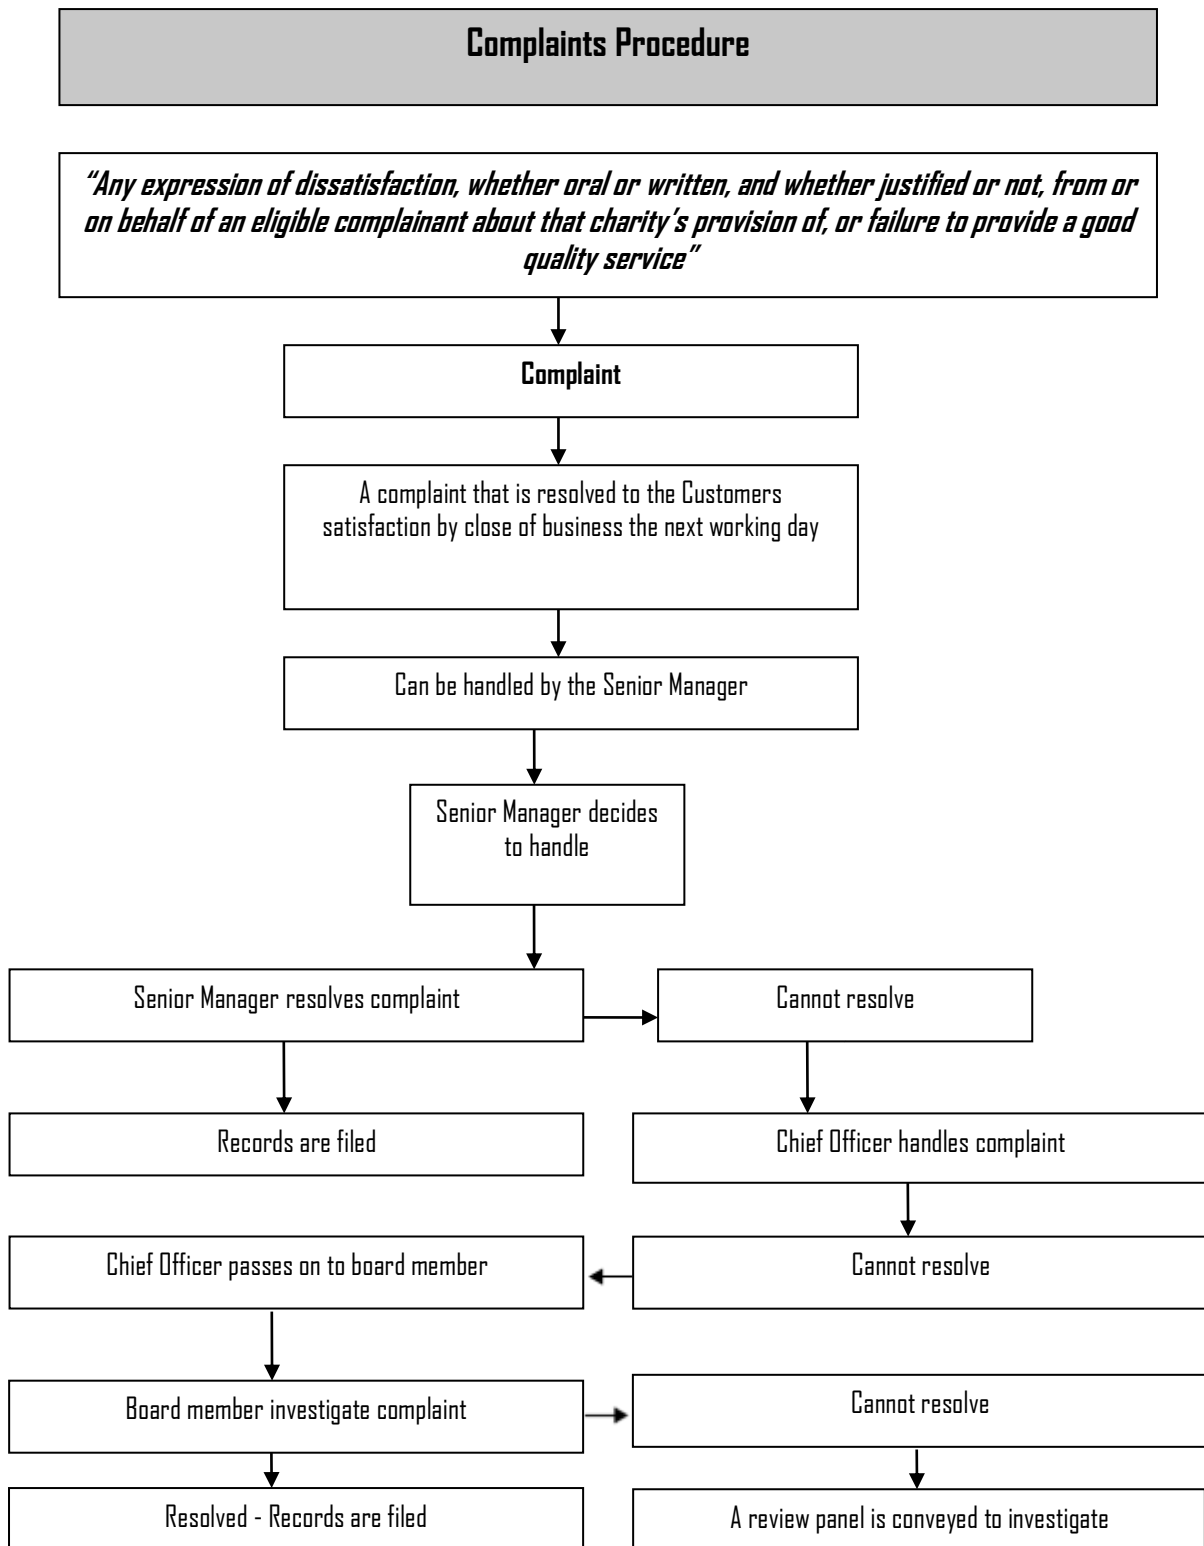 Complaints Procedure
“Any expression of dissatisfaction, whether oral or written, and whether justified or not, from or
on behalf of an eligible complainant about that charity’s provision of, or failure to provide a good
quality service”
Complaint
A complaint that is resolved to the Customers
satisfaction by close of business the next working day
Can be handled by the Senior Manager
Senior Manager decides
to handle
Senior Manager resolves complaint
Cannot resolve
Records are filed
Chief Officer handles complaint
Chief Officer passes on to board member
Cannot resolve
Board member investigate complaint
Cannot resolve
Resolved - Records are filed
A review panel is conveyed to investigate